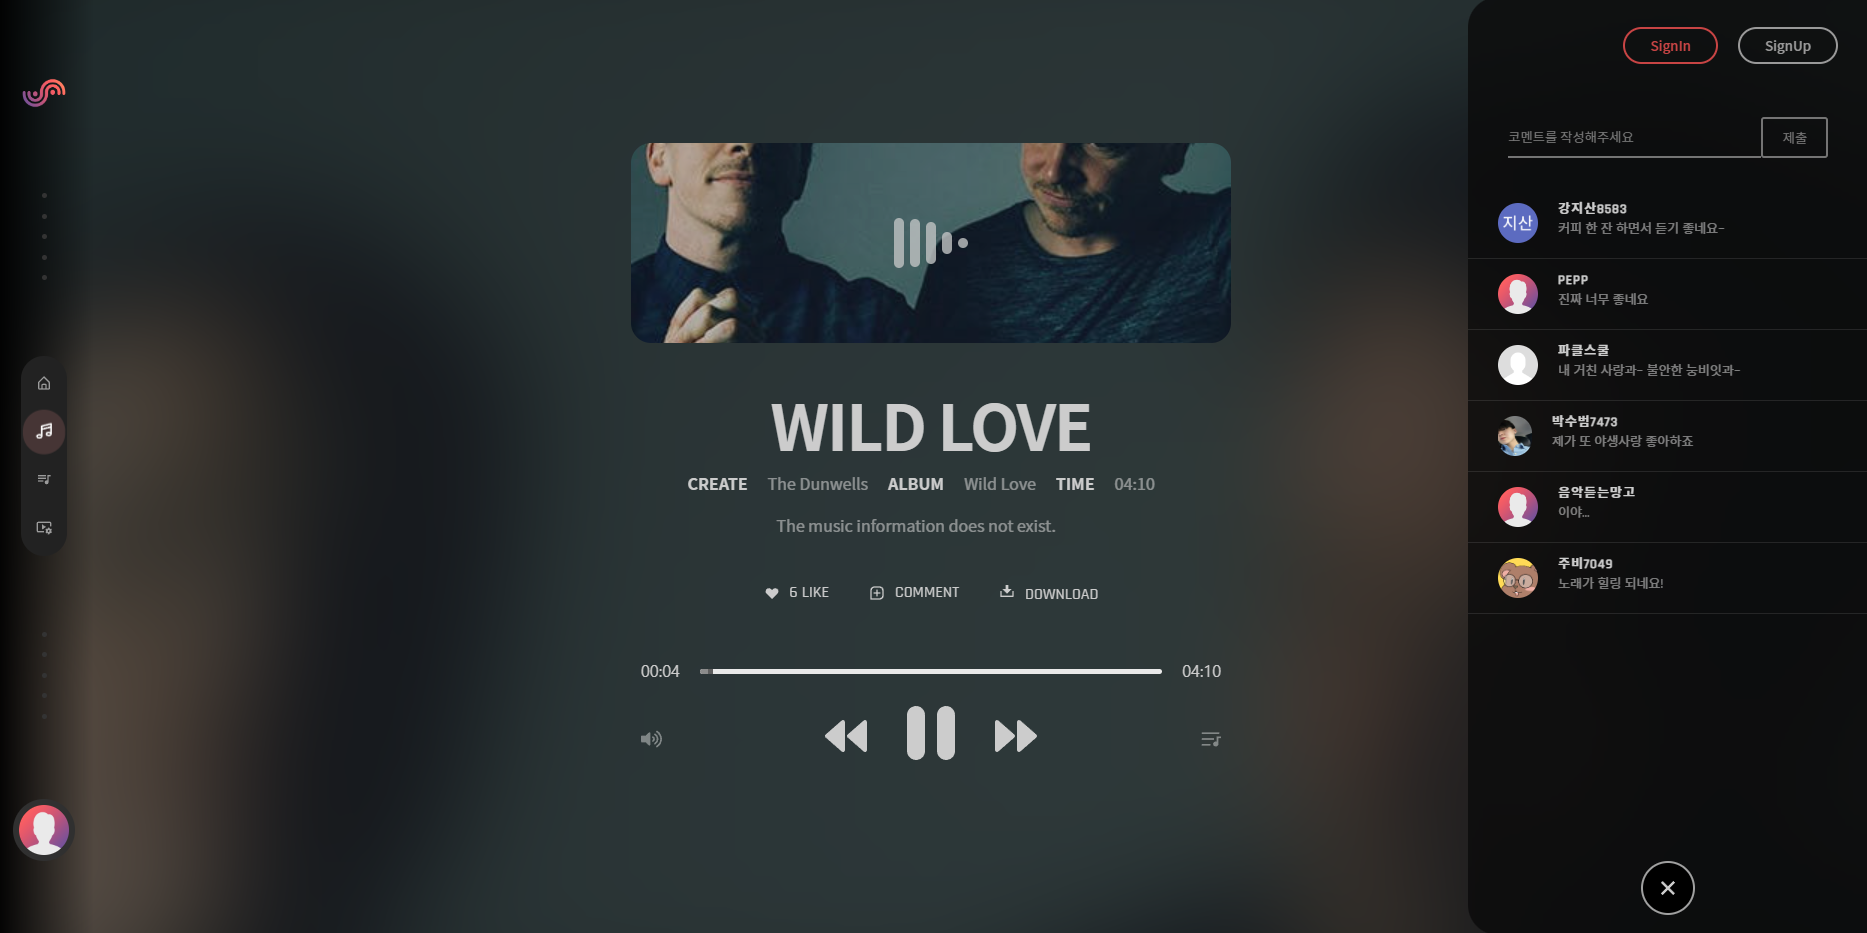 SignIn
SignUp
코멘트를 작성해주세요
제출
지산
강지산8583
커피 한 잔 하면서 듣기 좋네요~
PEPP
진짜 너무 좋네요
파클스쿨
내 거친 사랑과~ 불안한 눙비잇과~
박수범7473
제가 또 야생사랑 좋아하죠
음악듣는망고
이야...
주비7049
노래가 힐링 되네요!
WILD LOVE
CREATE The Dunwells ALBUM Wild Love TIME 04:10
The music information does not exist.
6 LIKE COMMENT DOWNLOAD
00:04 04:10